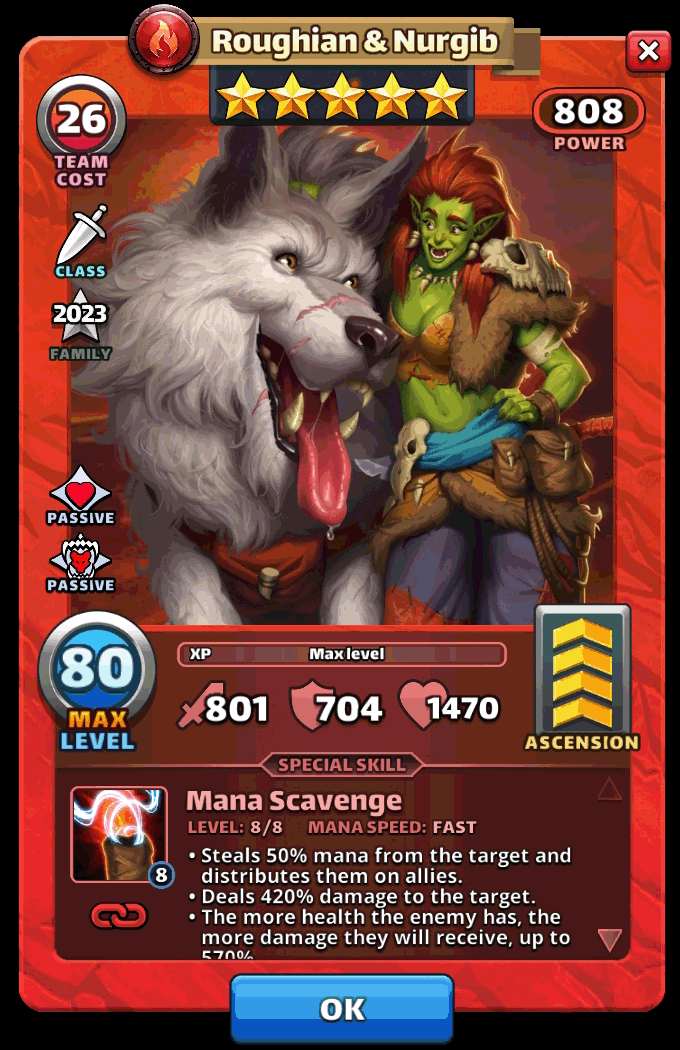 Roughian & Nurgib
26
TEAM
COST
808
POWER
CLASS
2023
FAMILY
PASSIVE
PASSIVE
80
MAX
LEVEL
XP Max level
801 704 1470
ASCENSION
SPECIAL SKILL
Mana Scavenge
LEVEL: 8/8 MANA SPEED: FAST
8
• Steals 50% mana from the target and
distributes them on allies.
• Deals 420% damage to the target.
• The more health the enemy has, the
more damage they will receive, up to
570%
OK